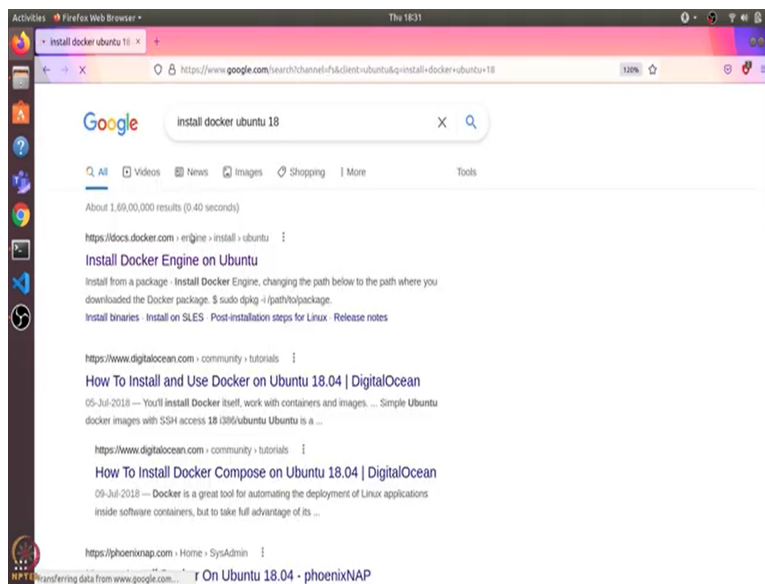 Activities Firefox Web Browser Thu 18:31
install docker ubuntu 18
https://www.google.com/search?channel=fs&client=ubuntu&q=install+docker+ubuntu+18 120%
Google install docker ubuntu 18
All Videos News Images Shopping More Tools
About 1,69,00,000 results (0.40 seconds)
https://docs.docker.com › engine › install › ubuntu
Install Docker Engine on Ubuntu
Install from a package · Install Docker Engine, changing the path below to the path where you
downloaded the Docker package. $ sudo dpkg -i /path/to/package.
Install binaries · Install on SLES · Post-installation steps for Linux · Release notes
https://www.digitalocean.com › community › tutorials
How To Install and Use Docker on Ubuntu 18.04 | DigitalOcean
05-Jul-2018 — You'll install Docker itself, work with containers and images. ... Simple Ubuntu
docker images with SSH access 18 i386/ubuntu Ubuntu is a ...
https://www.digitalocean.com › community › tutorials
How To Install Docker Compose on Ubuntu 18.04 | DigitalOcean
09-Jul-2018 — Docker is a great tool for automating the deployment of Linux applications
inside software containers, but to take full advantage of its ...
https://phoenixnap.com › Home › SysAdmin
r On Ubuntu 18.04 - phoenixNAP
NPTEL
ransferring data from www.google.com...